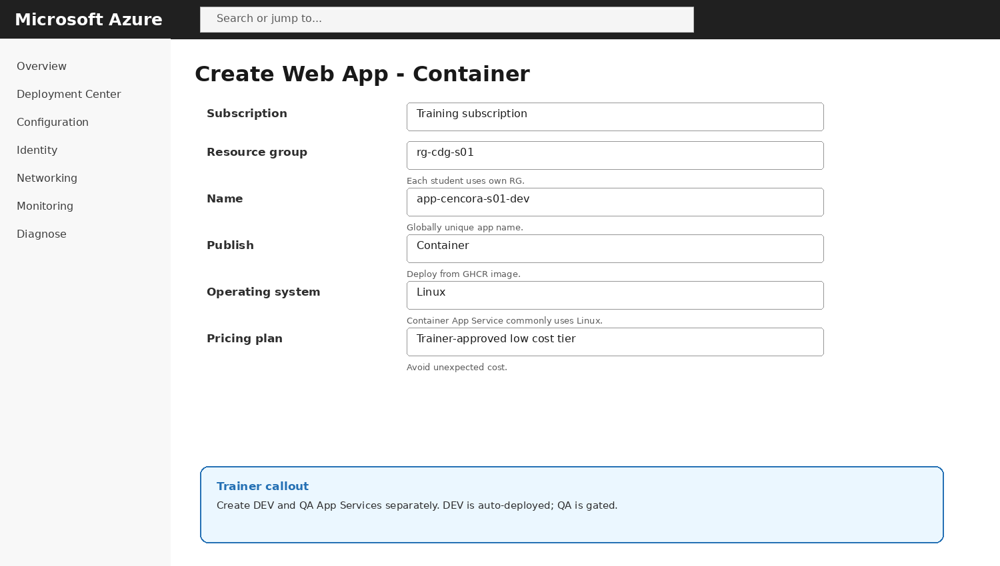 Microsoft Azure
Search or jump to...
Overview
Deployment Center
Configuration
Identity
Networking
Monitoring
Diagnose
Create Web App - Container
Subscription
Training subscription
Resource group
rg-cdg-s01
Each student uses own RG.
Name
app-cencora-s01-dev
Globally unique app name.
Publish
Container
Deploy from GHCR image.
Operating system
Linux
Container App Service commonly uses Linux.
Pricing plan
Trainer-approved low cost tier
Avoid unexpected cost.
Trainer callout
Create DEV and QA App Services separately. DEV is auto-deployed; QA is gated.